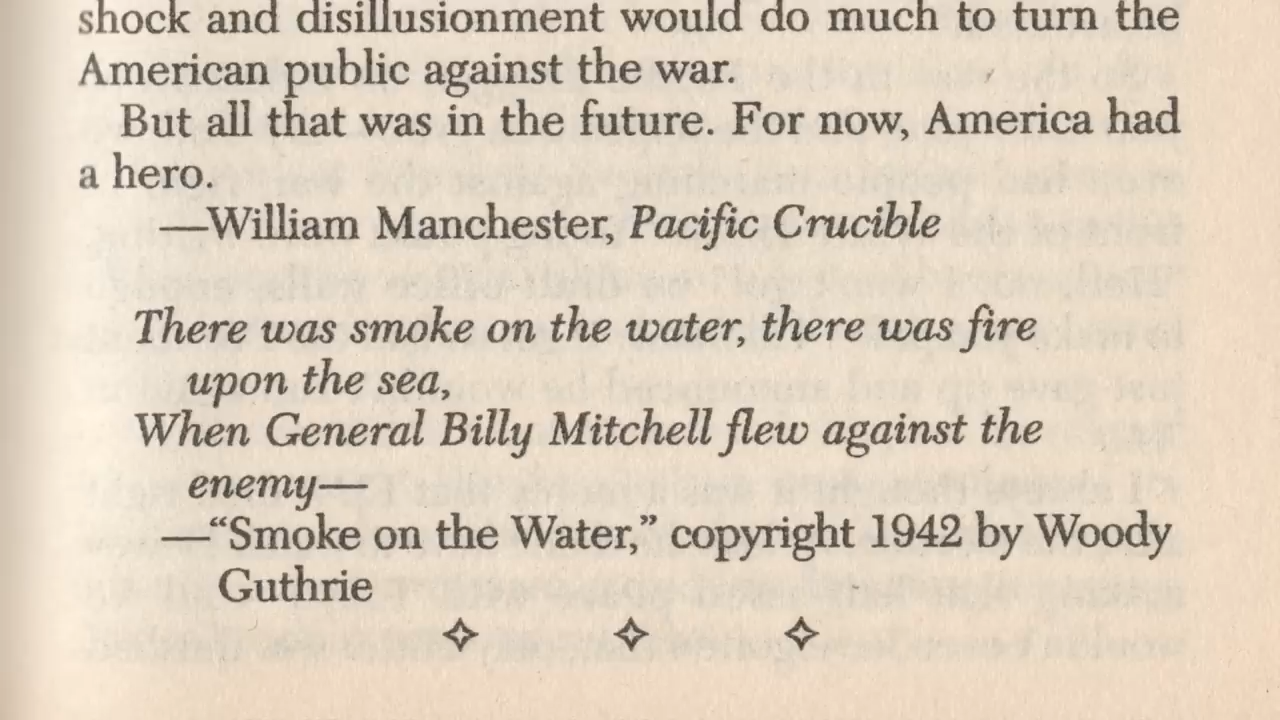 shock and disillusionment would do much to turn the
American public against the war.
But all that was in the future. For now, America had
a hero.
—William Manchester, Pacific Crucible
There was smoke on the water, there was fire
upon the sea,
When General Billy Mitchell flew against the
enemy—
— “Smoke on the Water,” copyright 1942 by Woody
Guthrie